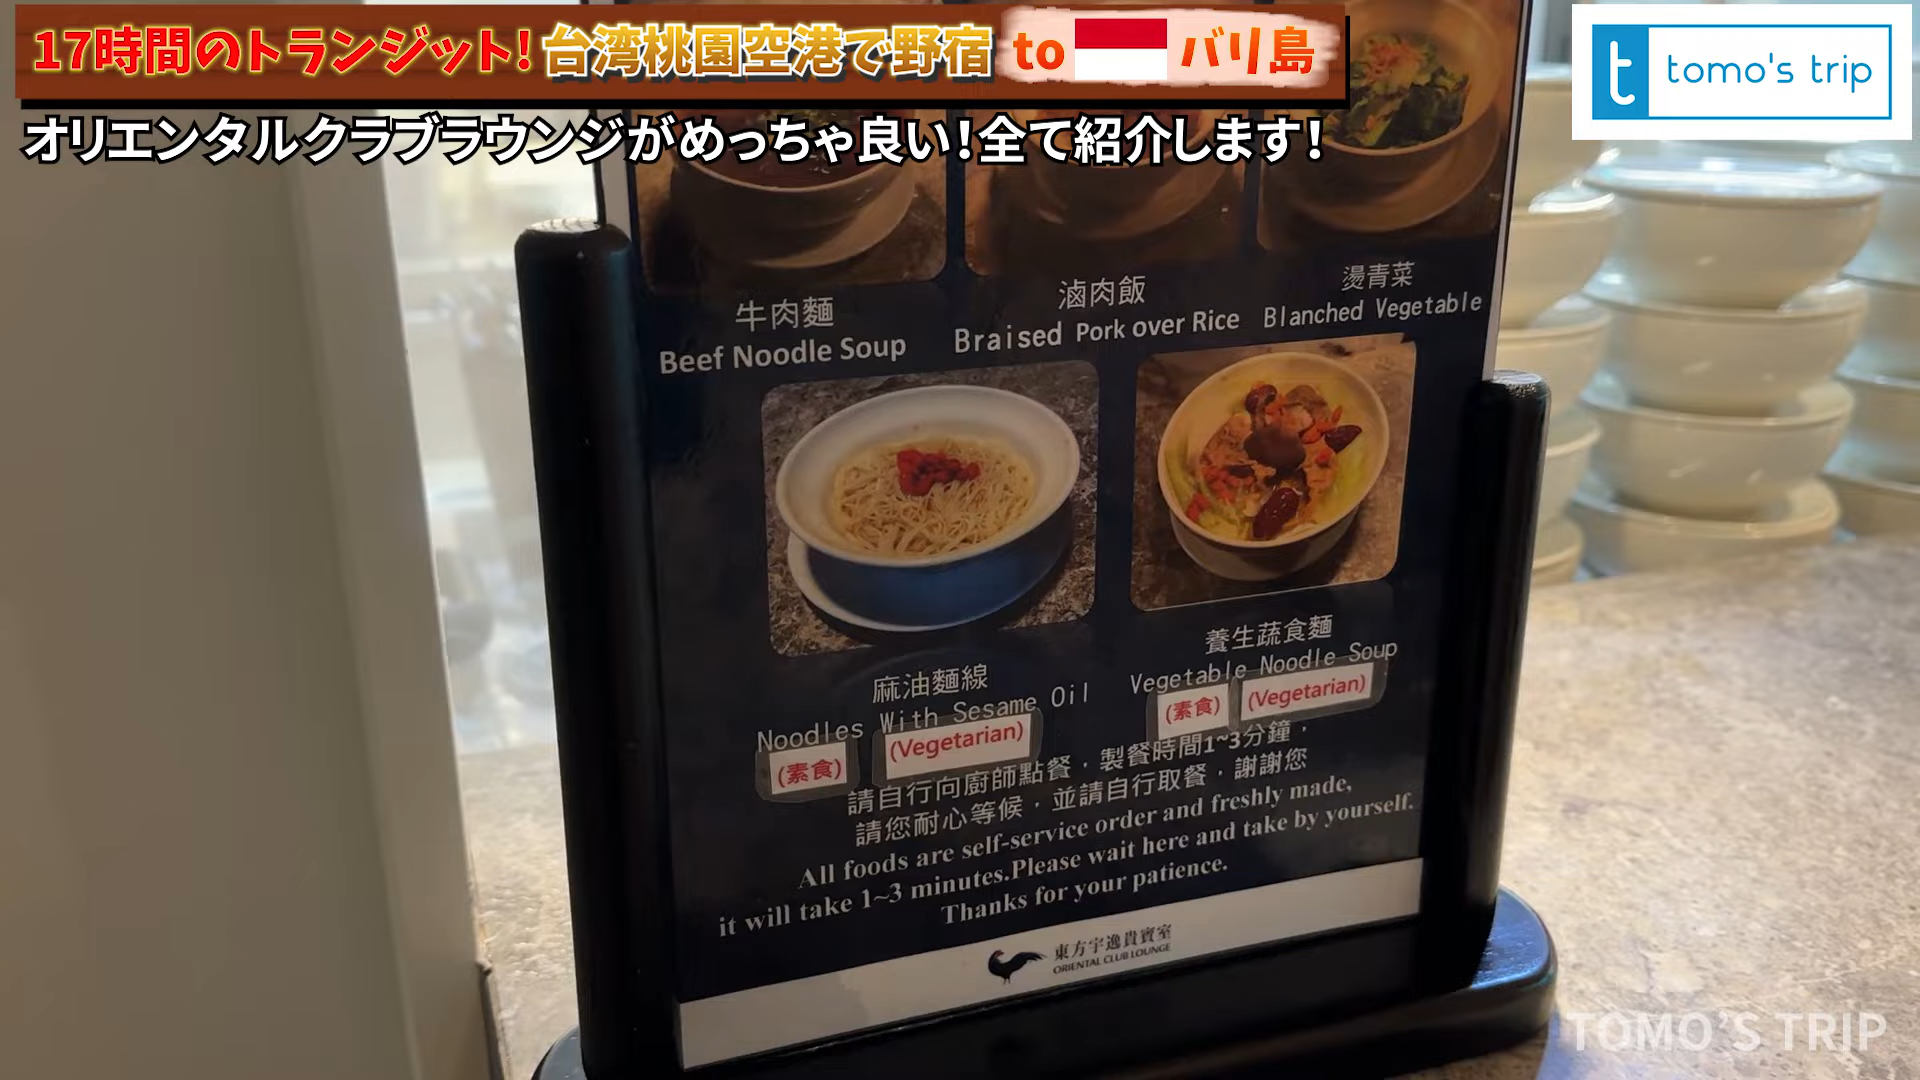 17時間のトランジット!台湾桃園空港で野宿 to バリ島
オリエンタルクラブラウンジがめっちゃ良い!全て紹介します!
t tomo's trip
牛肉麵
Beef Noodle Soup
滷肉飯
Braised Pork over Rice
燙青菜
Blanched Vegetable
麻油麵線
Noodles With Sesame Oil
(素食) (Vegetarian)
養生蔬食麵
Vegetable Noodle Soup
(素食) (Vegetarian)
請自行向廚師點餐,製餐時間1~3分鐘,
請您耐心等候,並請自行取餐,謝謝您
All foods are self-service order and freshly made,
it will take 1~3 minutes.Please wait here and take by yourself.
Thanks for your patience.
東方宇逸貴賓室
ORIENTAL CLUB LOUNGE
TOMO'S TRIP